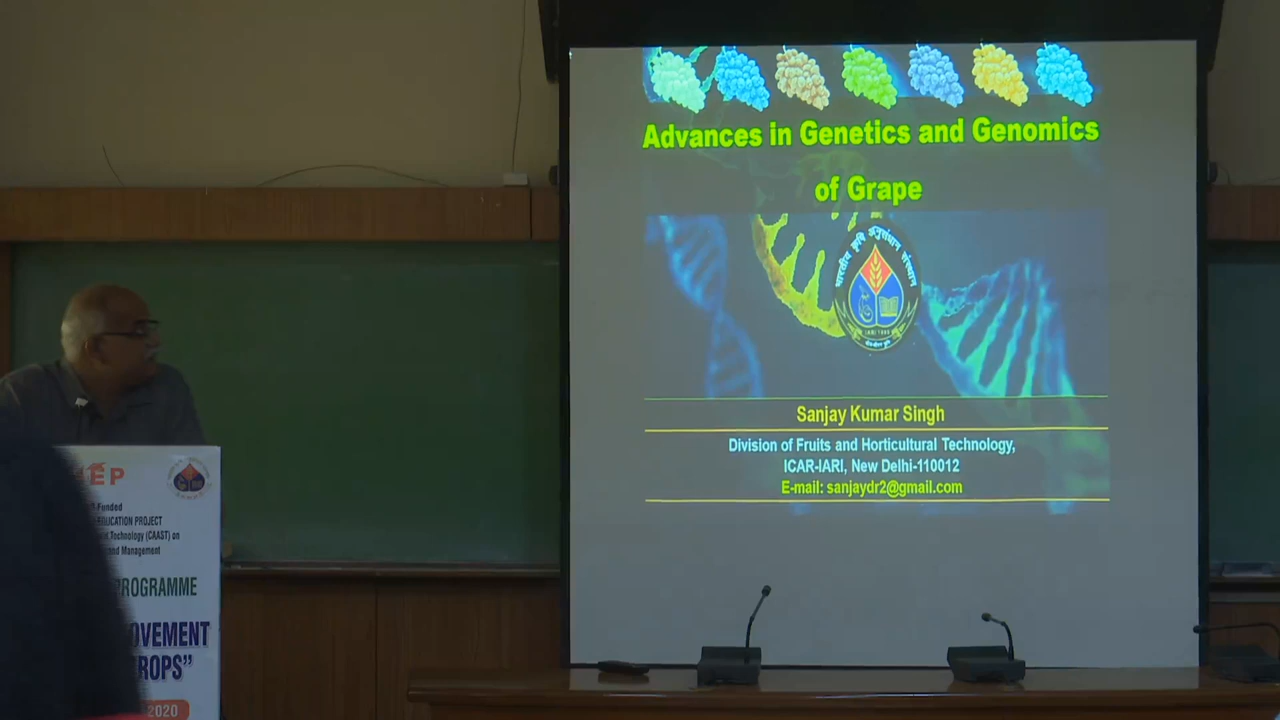 Advances in Genetics and Genomics
of Grape
भारतीय कृषि अनुसंधान संस्थान
Sanjay Kumar Singh
Division of Fruits and Horticultural Technology,
ICAR-IARI, New Delhi-110012
E-mail: sanjaydr2@gmail.com
EP
Funded
EDUCATION PROJECT
Technology (CAAST) on
and Management
PROGRAMME
OVEMENT
ROPS”
2020